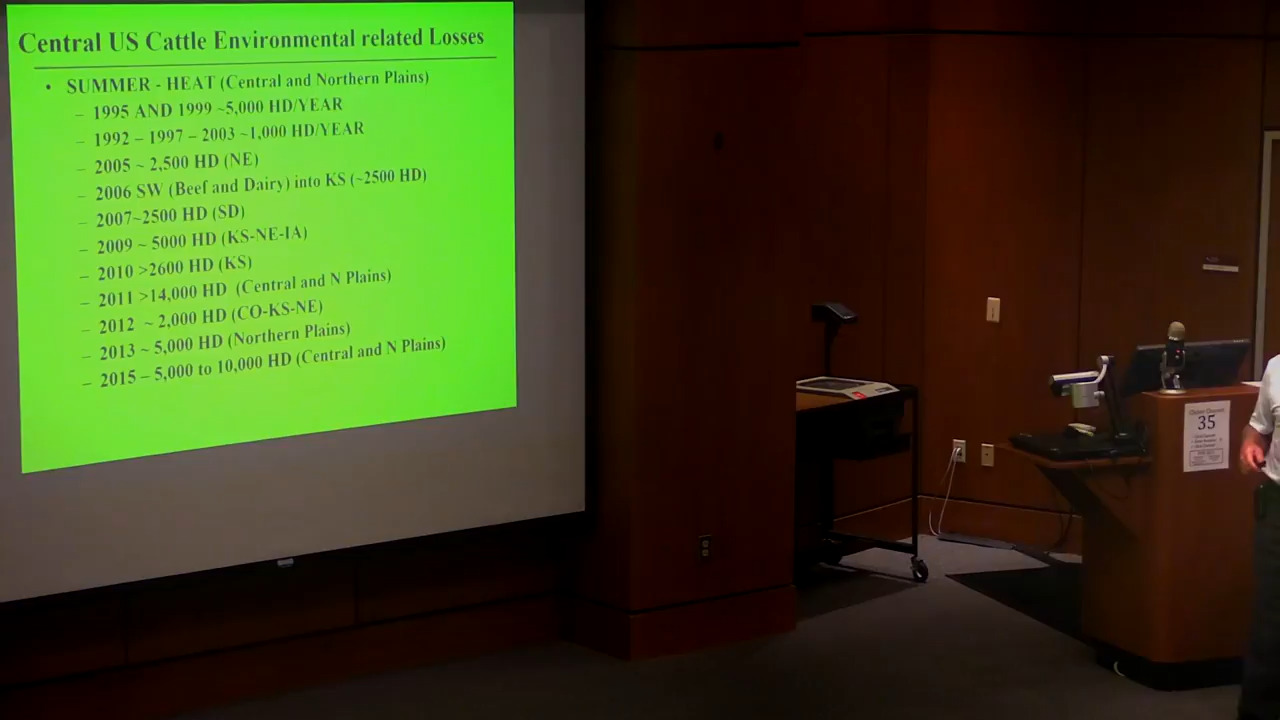 Central US Cattle Environmental related Losses
• SUMMER - HEAT (Central and Northern Plains)
– 1995 AND 1999 ~5,000 HD/YEAR
– 1992 – 1997 – 2003 ~1,000 HD/YEAR
– 2005 ~ 2,500 HD (NE)
– 2006 SW (Beef and Dairy) into KS (~2500 HD)
– 2007~2500 HD (SD)
– 2009 ~ 5000 HD (KS-NE-IA)
– 2010 >2600 HD (KS)
– 2011 >14,000 HD (Central and N Plains)
– 2012 ~ 2,000 HD (CO-KS-NE)
– 2013 ~ 5,000 HD (Northern Plains)
– 2015 – 5,000 to 10,000 HD (Central and N Plains)
35